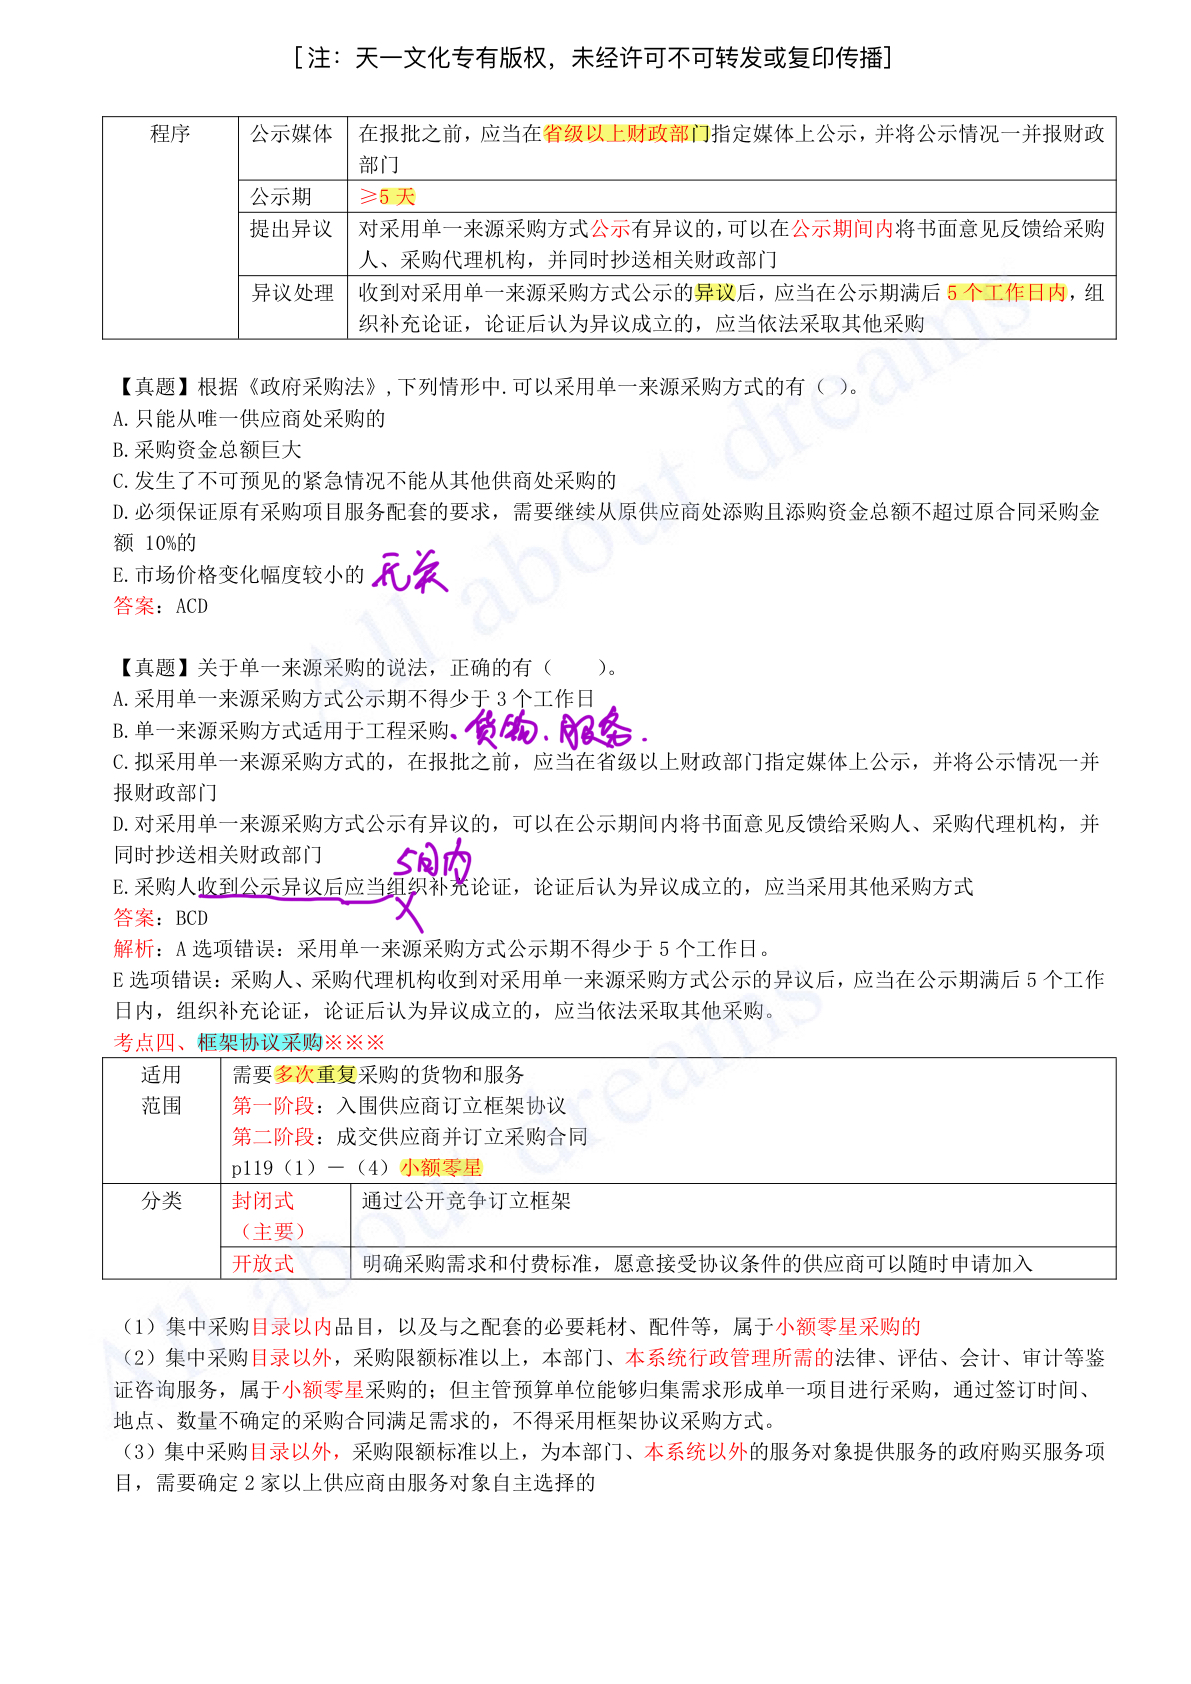 [注：天一文化专有版权，未经许可不可转发或复印传播]
程序 公示媒体 在报批之前，应当在省级以上财政部门指定媒体上公示，并将公示情况一并报财政
部门
公示期 ≥5 天
提出异议 对采用单一来源采购方式公示有异议的，可以在公示期间内将书面意见反馈给采购
人、采购代理机构，并同时抄送相关财政部门
异议处理 收到对采用单一来源采购方式公示的异议后，应当在公示期满后 5 个工作日内，组
织补充论证，论证后认为异议成立的，应当依法采取其他采购
【真题】根据《政府采购法》,下列情形中.可以采用单一来源采购方式的有（ ）。
A.只能从唯一供应商处采购的
B.采购资金总额巨大
C.发生了不可预见的紧急情况不能从其他供商处采购的
D.必须保证原有采购项目服务配套的要求，需要继续从原供应商处添购且添购资金总额不超过原合同采购金
额 10%的
E.市场价格变化幅度较小的 无关
答案：ACD
【真题】关于单一来源采购的说法，正确的有（ ）。
A.采用单一来源采购方式公示期不得少于 3 个工作日
B.单一来源采购方式适用于工程采购、货物、服务.
C.拟采用单一来源采购方式的，在报批之前，应当在省级以上财政部门指定媒体上公示，并将公示情况一并
报财政部门
D.对采用单一来源采购方式公示有异议的，可以在公示期间内将书面意见反馈给采购人、采购代理机构，并
同时抄送相关财政部门
5日内
E.采购人收到公示异议后应当组织补充论证，论证后认为异议成立的，应当采用其他采购方式
答案：BCD
解析：A 选项错误：采用单一来源采购方式公示期不得少于 5 个工作日。
E 选项错误：采购人、采购代理机构收到对采用单一来源采购方式公示的异议后，应当在公示期满后 5 个工作
日内，组织补充论证，论证后认为异议成立的，应当依法采取其他采购。
考点四、框架协议采购※※※
适用 需要多次重复采购的货物和服务
范围 第一阶段：入围供应商订立框架协议
第二阶段：成交供应商并订立采购合同
p119（1）－（4）小额零星
分类 封闭式 通过公开竞争订立框架
（主要）
开放式 明确采购需求和付费标准，愿意接受协议条件的供应商可以随时申请加入
（1）集中采购目录以内品目，以及与之配套的必要耗材、配件等，属于小额零星采购的
（2）集中采购目录以外，采购限额标准以上，本部门、本系统行政管理所需的法律、评估、会计、审计等鉴
证咨询服务，属于小额零星采购的；但主管预算单位能够归集需求形成单一项目进行采购，通过签订时间、
地点、数量不确定的采购合同满足需求的，不得采用框架协议采购方式。
（3）集中采购目录以外，采购限额标准以上，为本部门、本系统以外的服务对象提供服务的政府购买服务项
目，需要确定 2 家以上供应商由服务对象自主选择的
All about dreams
All about dreams